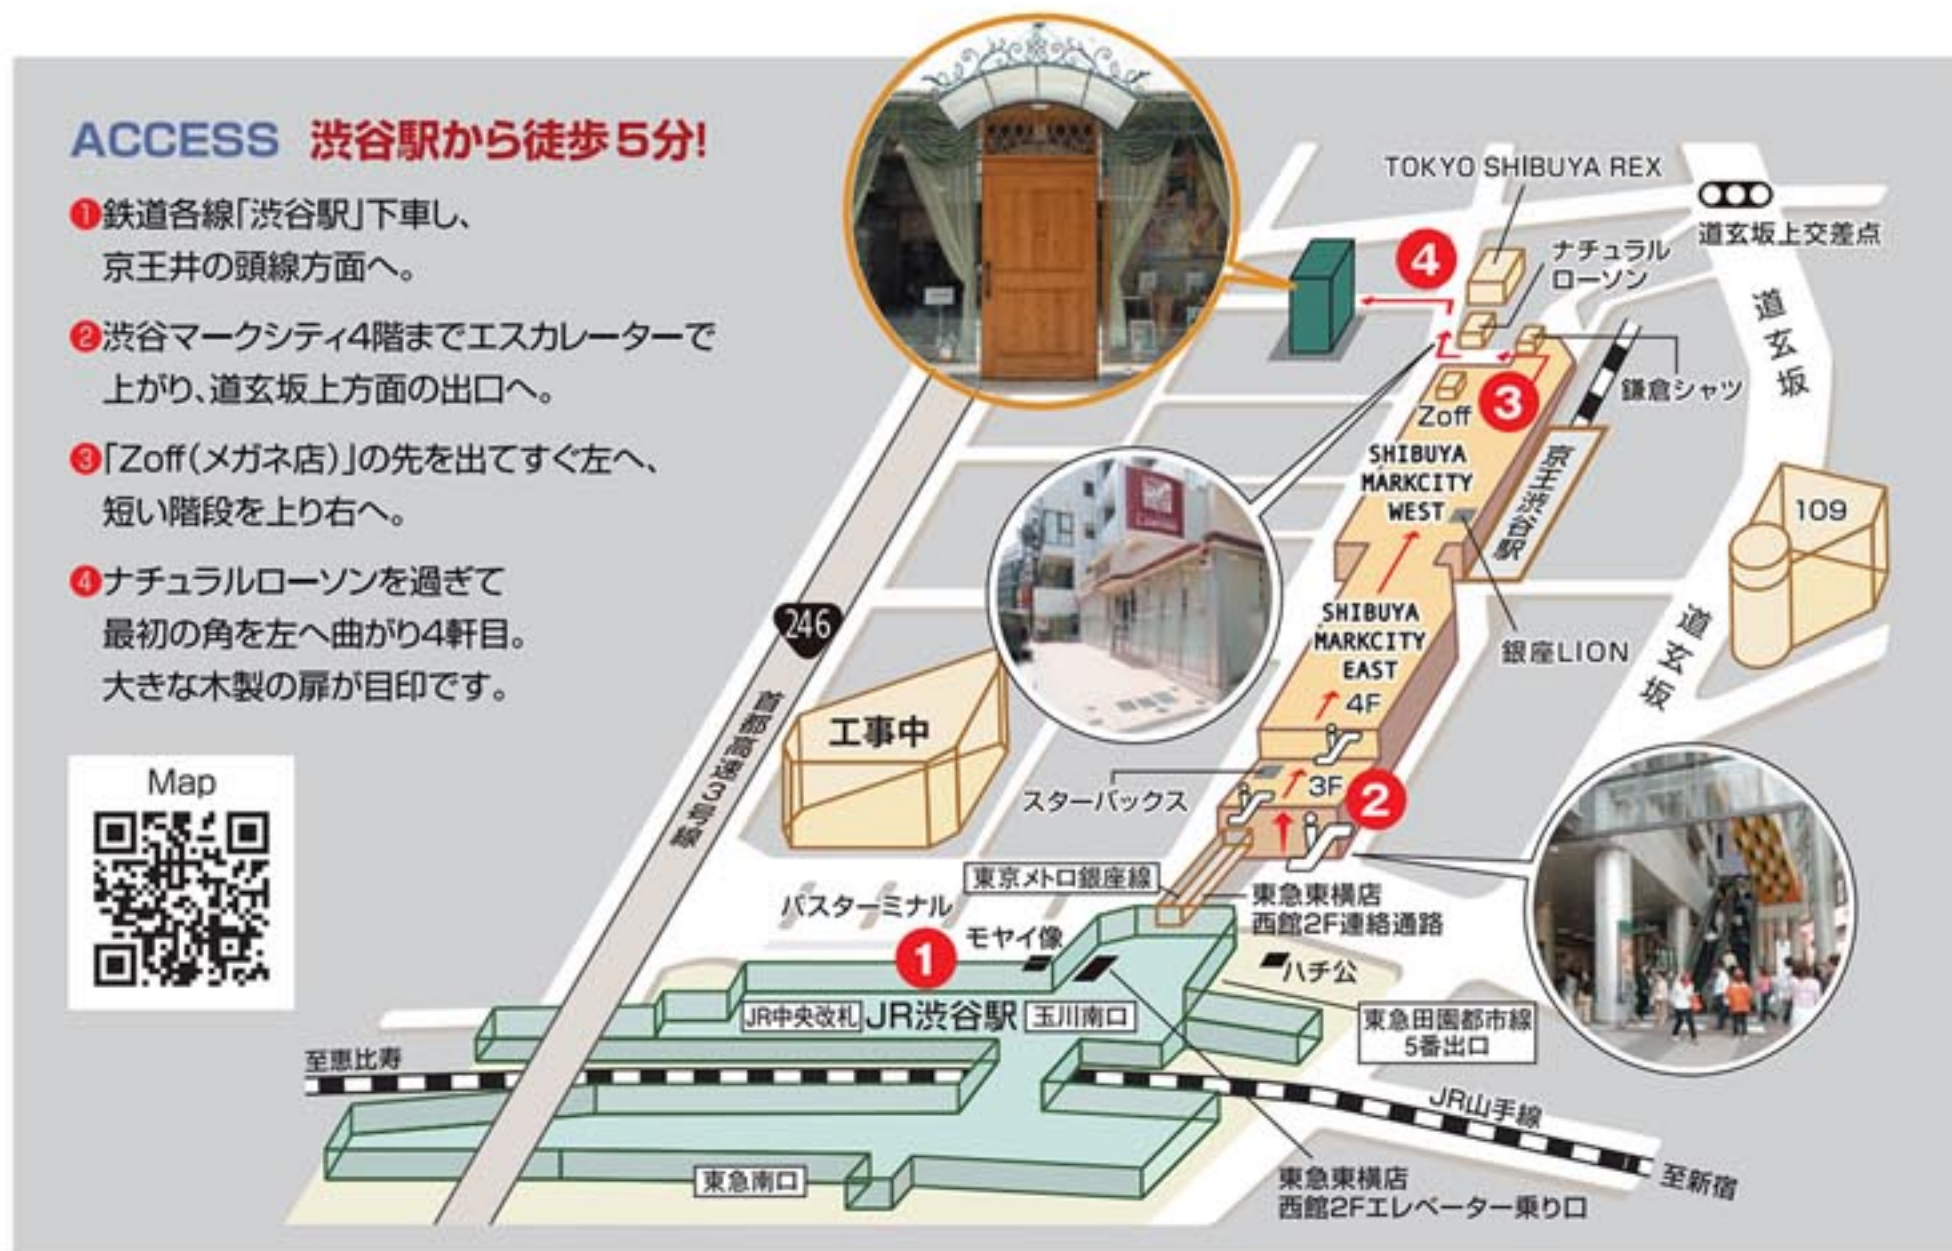 ACCESS 渋谷駅から徒歩5分!
❶鉄道各線「渋谷駅」下車し、
京王井の頭線方面へ。
❷渋谷マークシティ4階までエスカレーターで
上がり、道玄坂上方面の出口へ。
❸「Zoff(メガネ店)」の先を出てすぐ左へ、
短い階段を上り右へ。
❹ナチュラルローソンを過ぎて
最初の角を左へ曲がり4軒目。
大きな木製の扉が目印です。
Map
TOKYO SHIBUYA REX
道玄坂上交差点
ナチュラル
ローソン
4
道玄坂
鎌倉シャツ
3
Zoff
SHIBUYA
MARKCITY
WEST
京王渋谷駅
109
246
SHIBUYA
MARKCITY
EAST
銀座LION
道玄坂
4F
工事中
首都高速3号線
スターバックス
3F
2
東京メトロ銀座線
東急東横店
西館2F連絡通路
バスターミナル
モヤイ像
1
ハチ公
JR中央改札
JR渋谷駅
玉川南口
東急田園都市線
5番出口
至恵比寿
JR山手線
東急南口
東急東横店
西館2Fエレベーター乗り口
至新宿